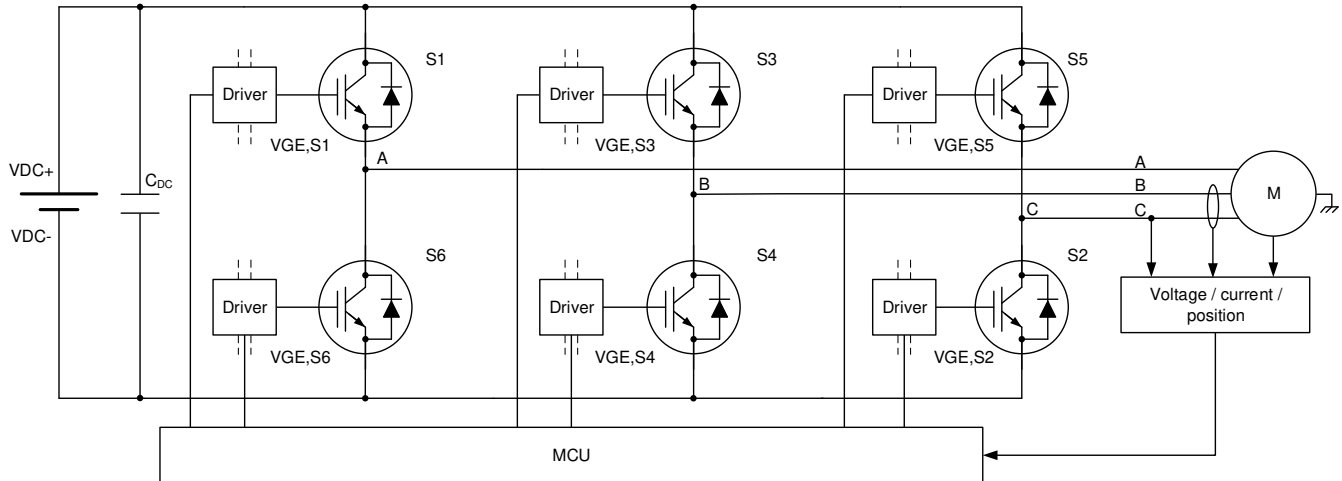 S1
S3
S5
Driver
Driver
Driver
VGE,S1
VGE,S3
VGE,S5
A
A
VDC+
CDC
B
B
M
C
C
VDC-
S6
S4
S2
Driver
Driver
Driver
Voltage / current /
position
VGE,S6
VGE,S4
VGE,S2
MCU